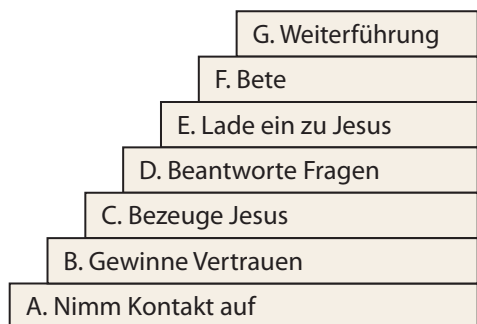 G. Weiterführung
F. Bete
E. Lade ein zu Jesus
D. Beantworte Fragen
C. Bezeuge Jesus
B. Gewinne Vertrauen
A. Nimm Kontakt auf